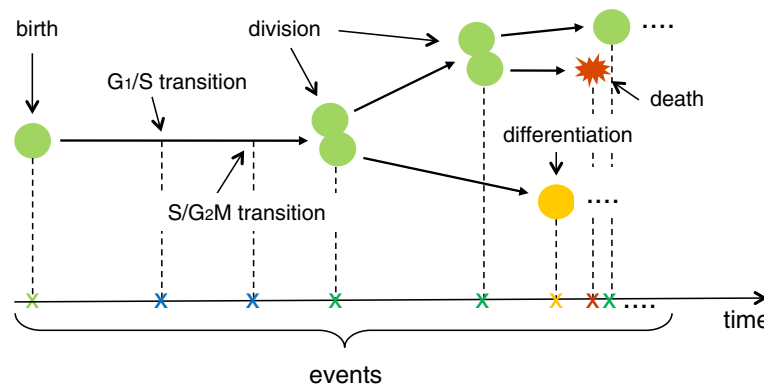 birth
division
....
G1/S transition
death
differentiation
....
S/G2M transition
x x x x x x x x ....
time
events